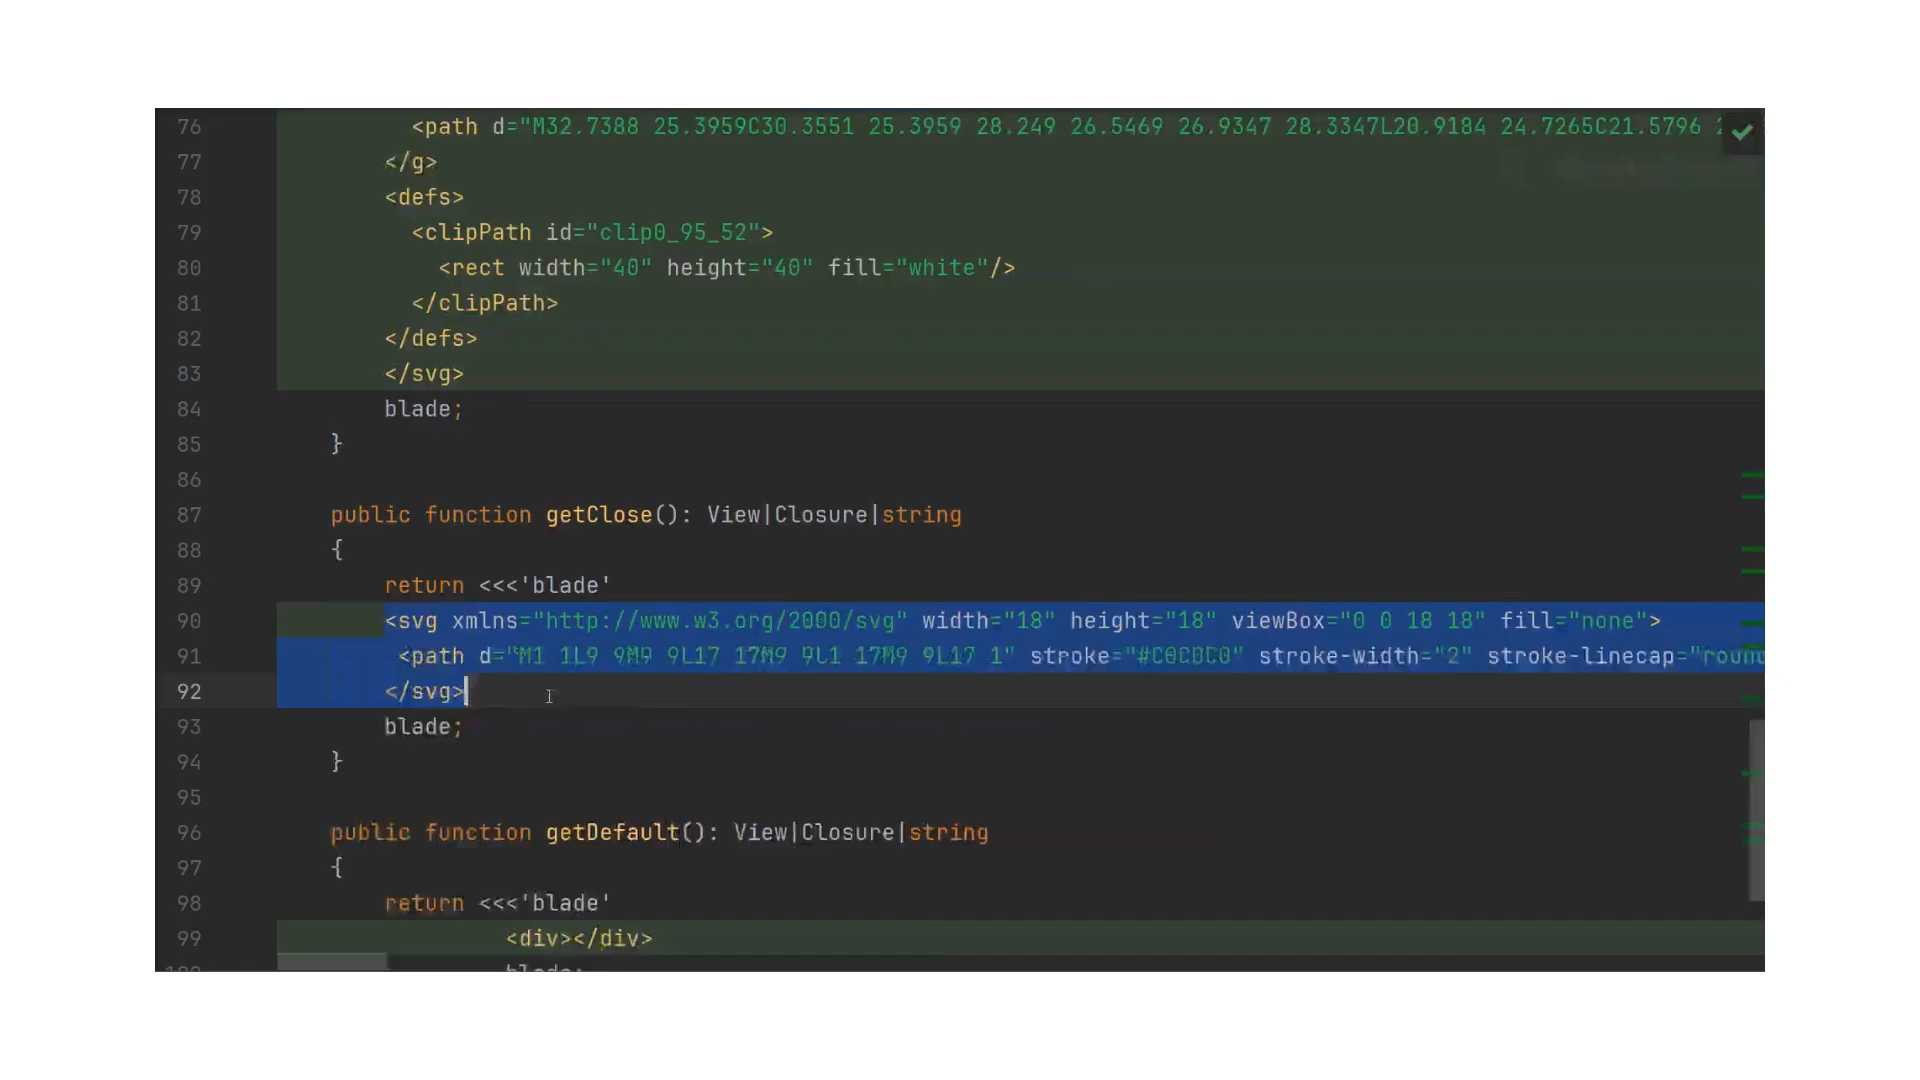 76 <path d="M32.7388 25.3959C30.3551 25.3959 28.249 26.5469 26.9347 28.3347L20.9184 24.7265C21.5796
77 </g>
78 <defs>
79 <clipPath id="clip0_95_52">
80 <rect width="40" height="40" fill="white"/>
81 </clipPath>
82 </defs>
83 </svg>
84 blade;
85 }
86
87 public function getClose(): View|Closure|string
88 {
89 return <<<'blade'
90 <svg xmlns="http://www.w3.org/2000/svg" width="18" height="18" viewBox="0 0 18 18" fill="none">
91 <path d="M1 1L9 9M9 9L17 17M9 9L1 17M9 9L17 1" stroke="#C0CDC0" stroke-width="2" stroke-linecap="round
92 </svg>
93 blade;
94 }
95
96 public function getDefault(): View|Closure|string
97 {
98 return <<<'blade'
99 <div></div>
blade;